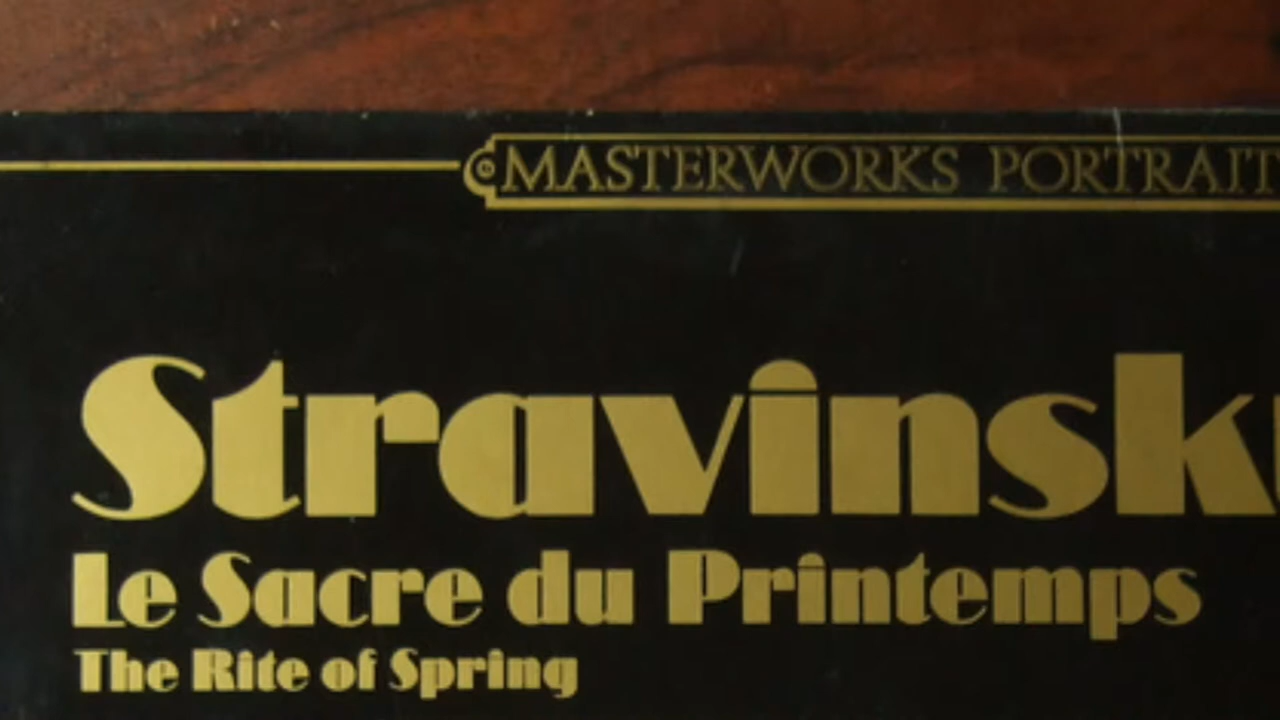 MASTERWORKS PORTRAIT
Stravinsk
Le Sacre du Printemps
The Rite of Spring